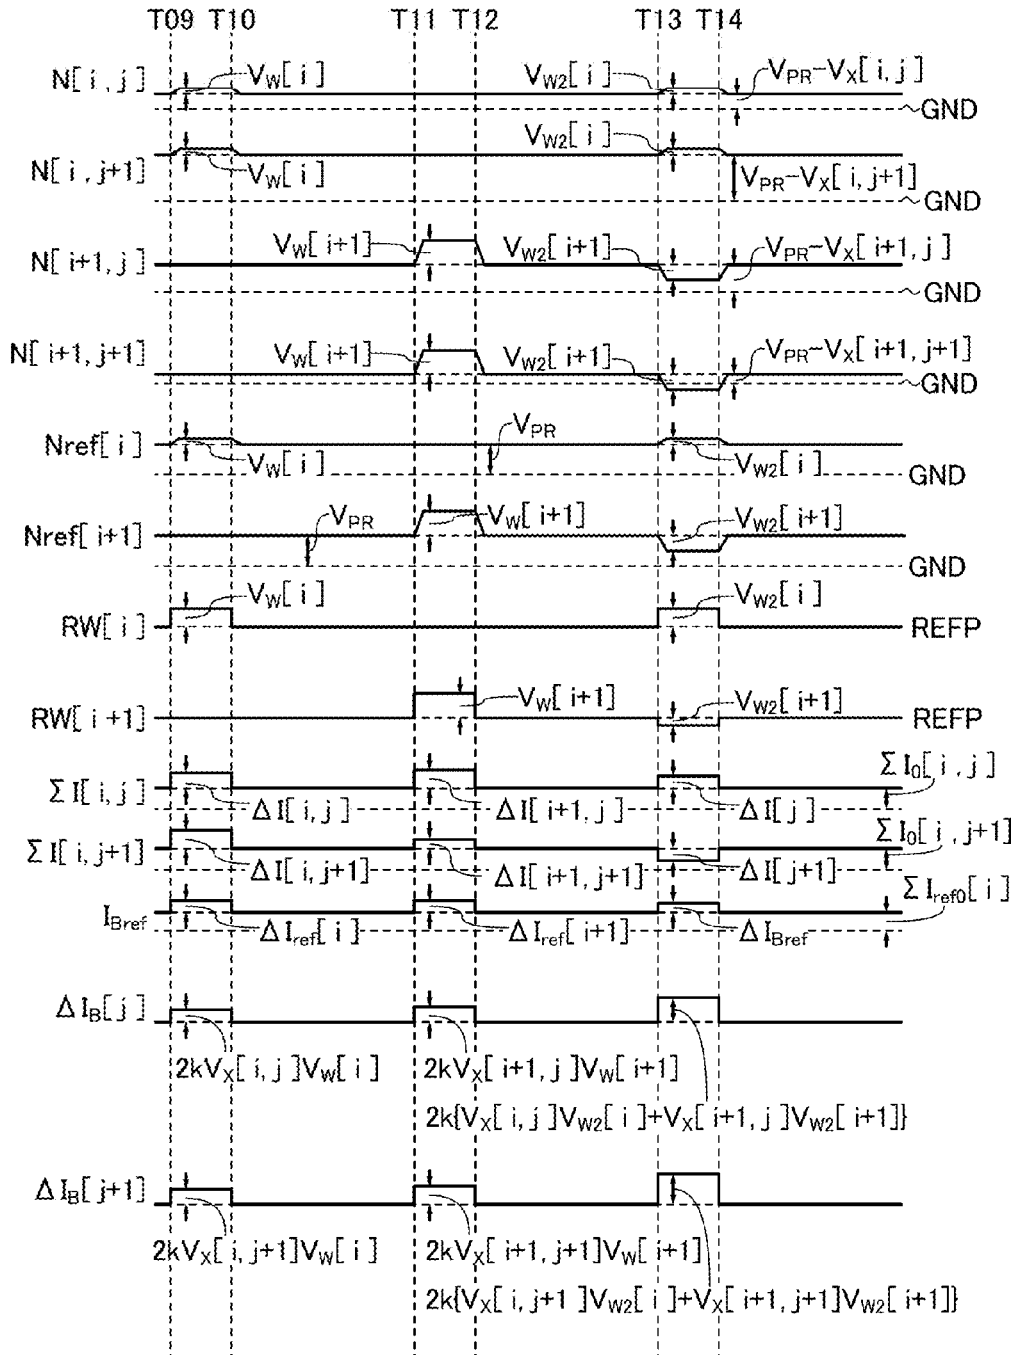 T09 T10 T11 T12 T13 T14
N[i, j] VW[i] VW2[i] VPR−VX[i, j]
GND
N[i, j+1] VW[i] VW2[i] VPR−VX[i, j+1]
GND
N[i+1, j] VW[i+1] VW2[i+1] VPR−VX[i+1, j]
GND
N[i+1, j+1] VW[i+1] VW2[i+1] VPR−VX[i+1, j+1]
GND
Nref[i] VW[i] VPR VW2[i]
GND
Nref[i+1] VPR VW[i+1] VW2[i+1]
GND
RW[i] VW[i] VW2[i] REFP
RW[i+1] VW[i+1] VW2[i+1] REFP
ΣI[i, j] ΔI[i, j] ΔI[i+1, j] ΔI[j] ΣI0[i, j]
ΣI[i, j+1] ΔI[i, j+1] ΔI[i+1, j+1] ΔI[j+1] ΣI0[i, j+1]
IBref ΔIref[i] ΔIref[i+1] ΔIBref ΣIref0[i]
ΔIB[j]
2kVX[i, j]VW[i] 2kVX[i+1, j]VW[i+1]
2k{VX[i, j]VW2[i]+VX[i+1, j]VW2[i+1]}
ΔIB[j+1]
2kVX[i, j+1]VW[i] 2kVX[i+1, j+1]VW[i+1]
2k{VX[i, j+1]VW2[i]+VX[i+1, j+1]VW2[i+1]}